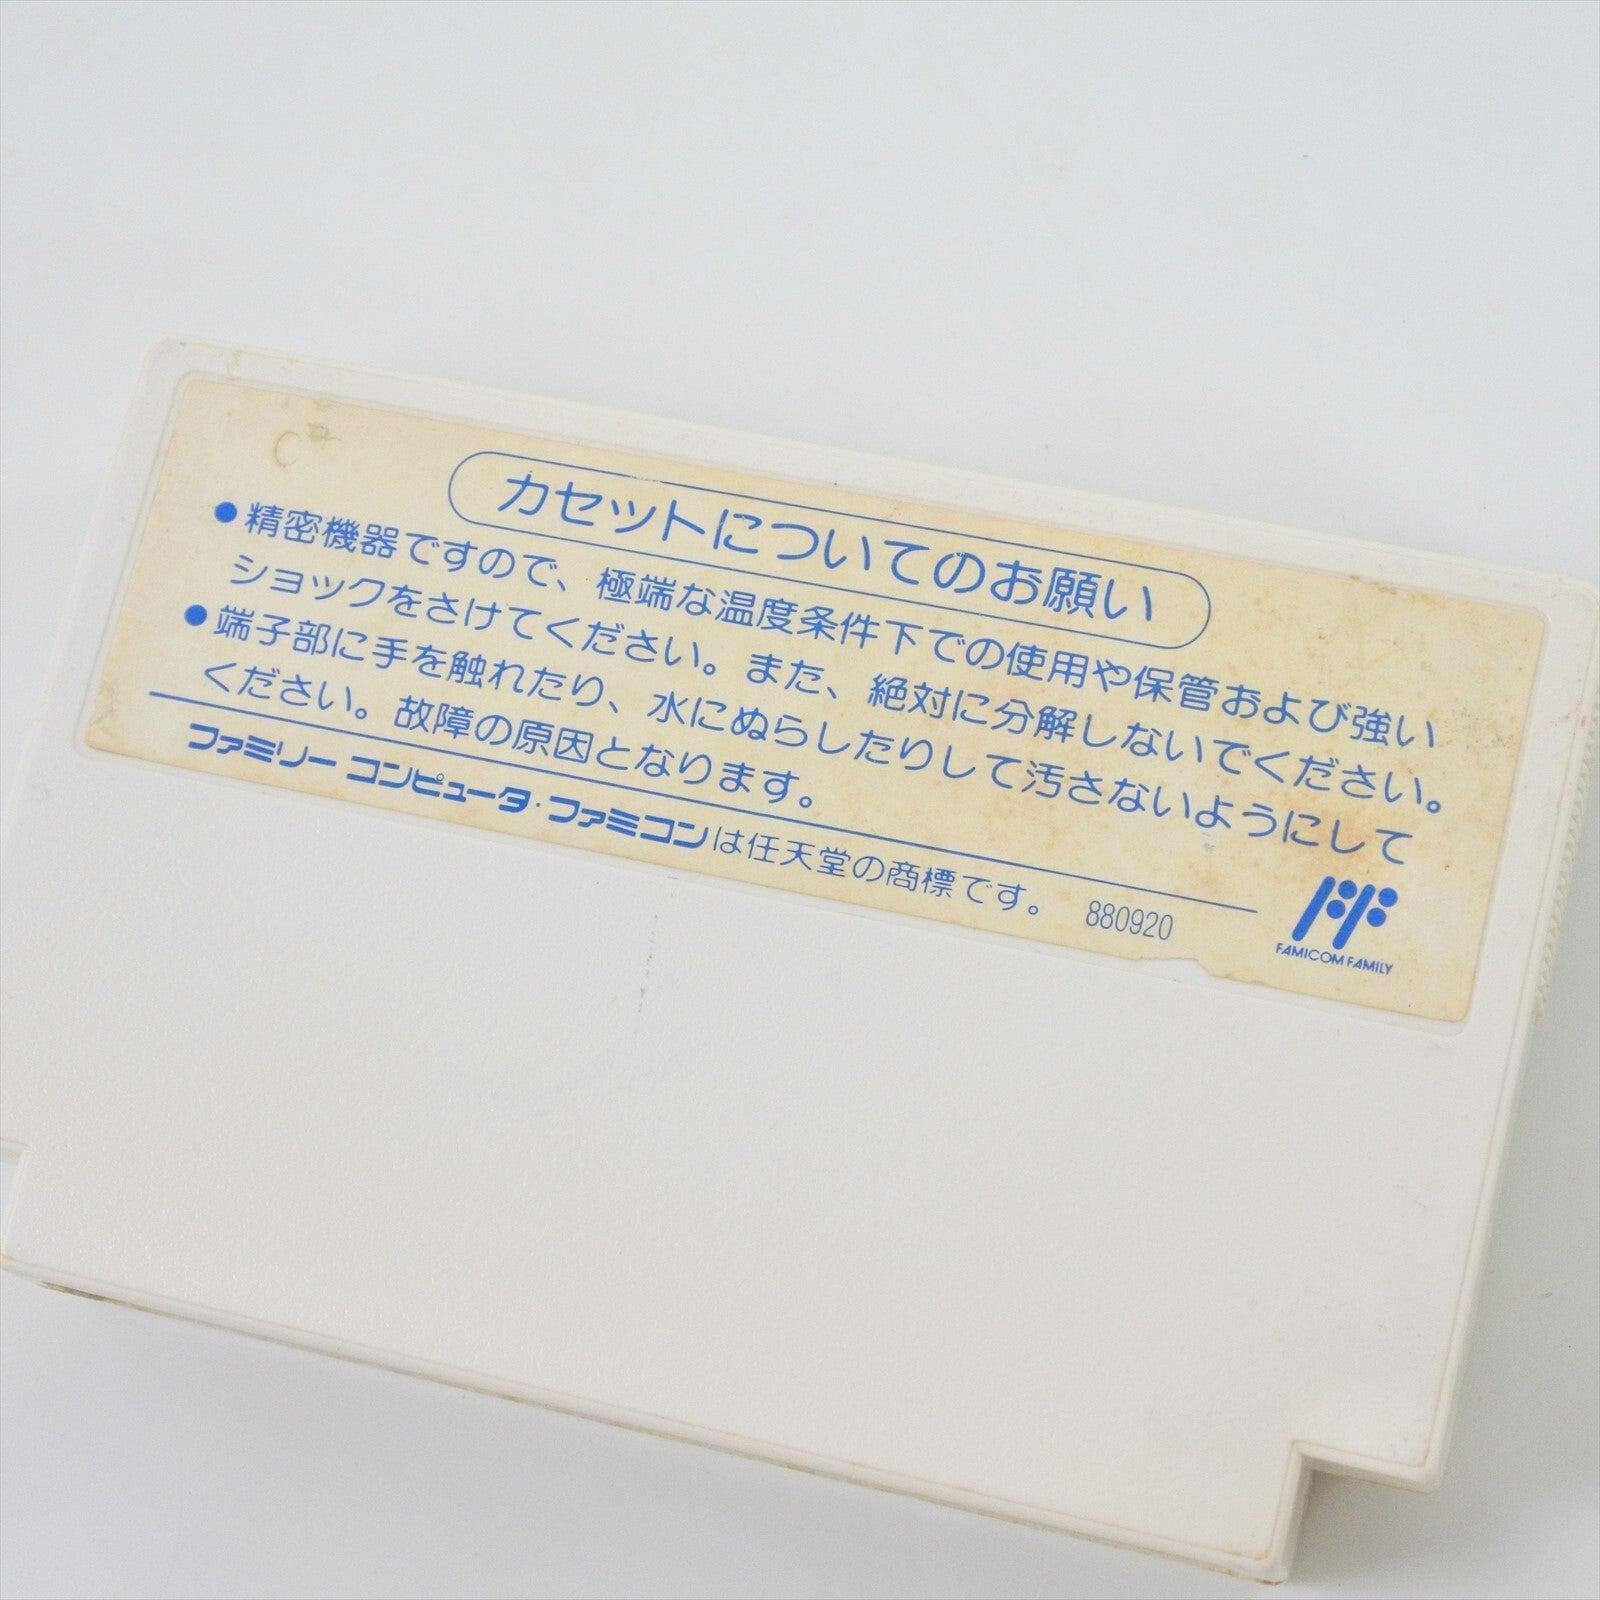 カセットについてのお願い
●精密機器ですので、極端な温度条件下での使用や保管および強い
ショックをさけてください。また、絶対に分解しないでください。
●端子部に手を触れたり、水にぬらしたりして汚さないようにして
ください。故障の原因となります。
ファミリーコンピュータ・ファミコンは任天堂の商標です。 880920
FAMICOM FAMILY